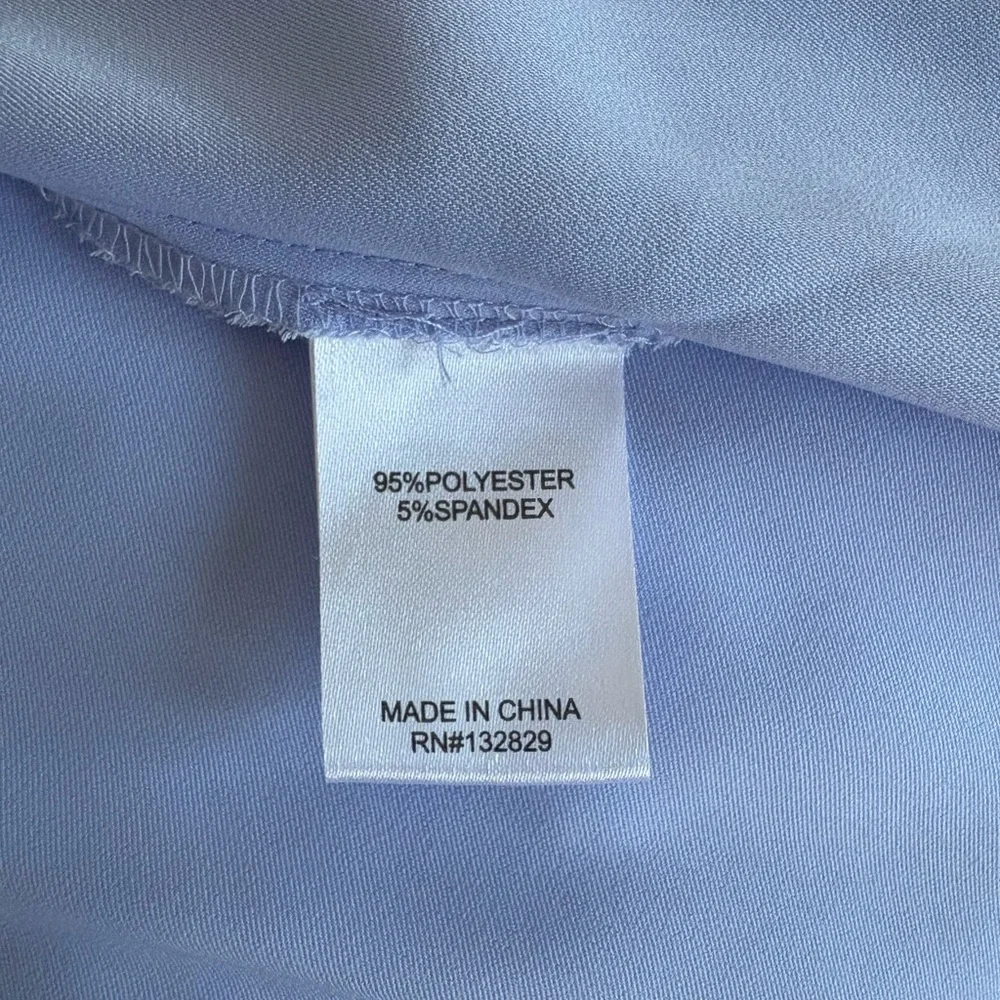 95%POLYESTER
5%SPANDEX
MADE IN CHINA
RN#132829